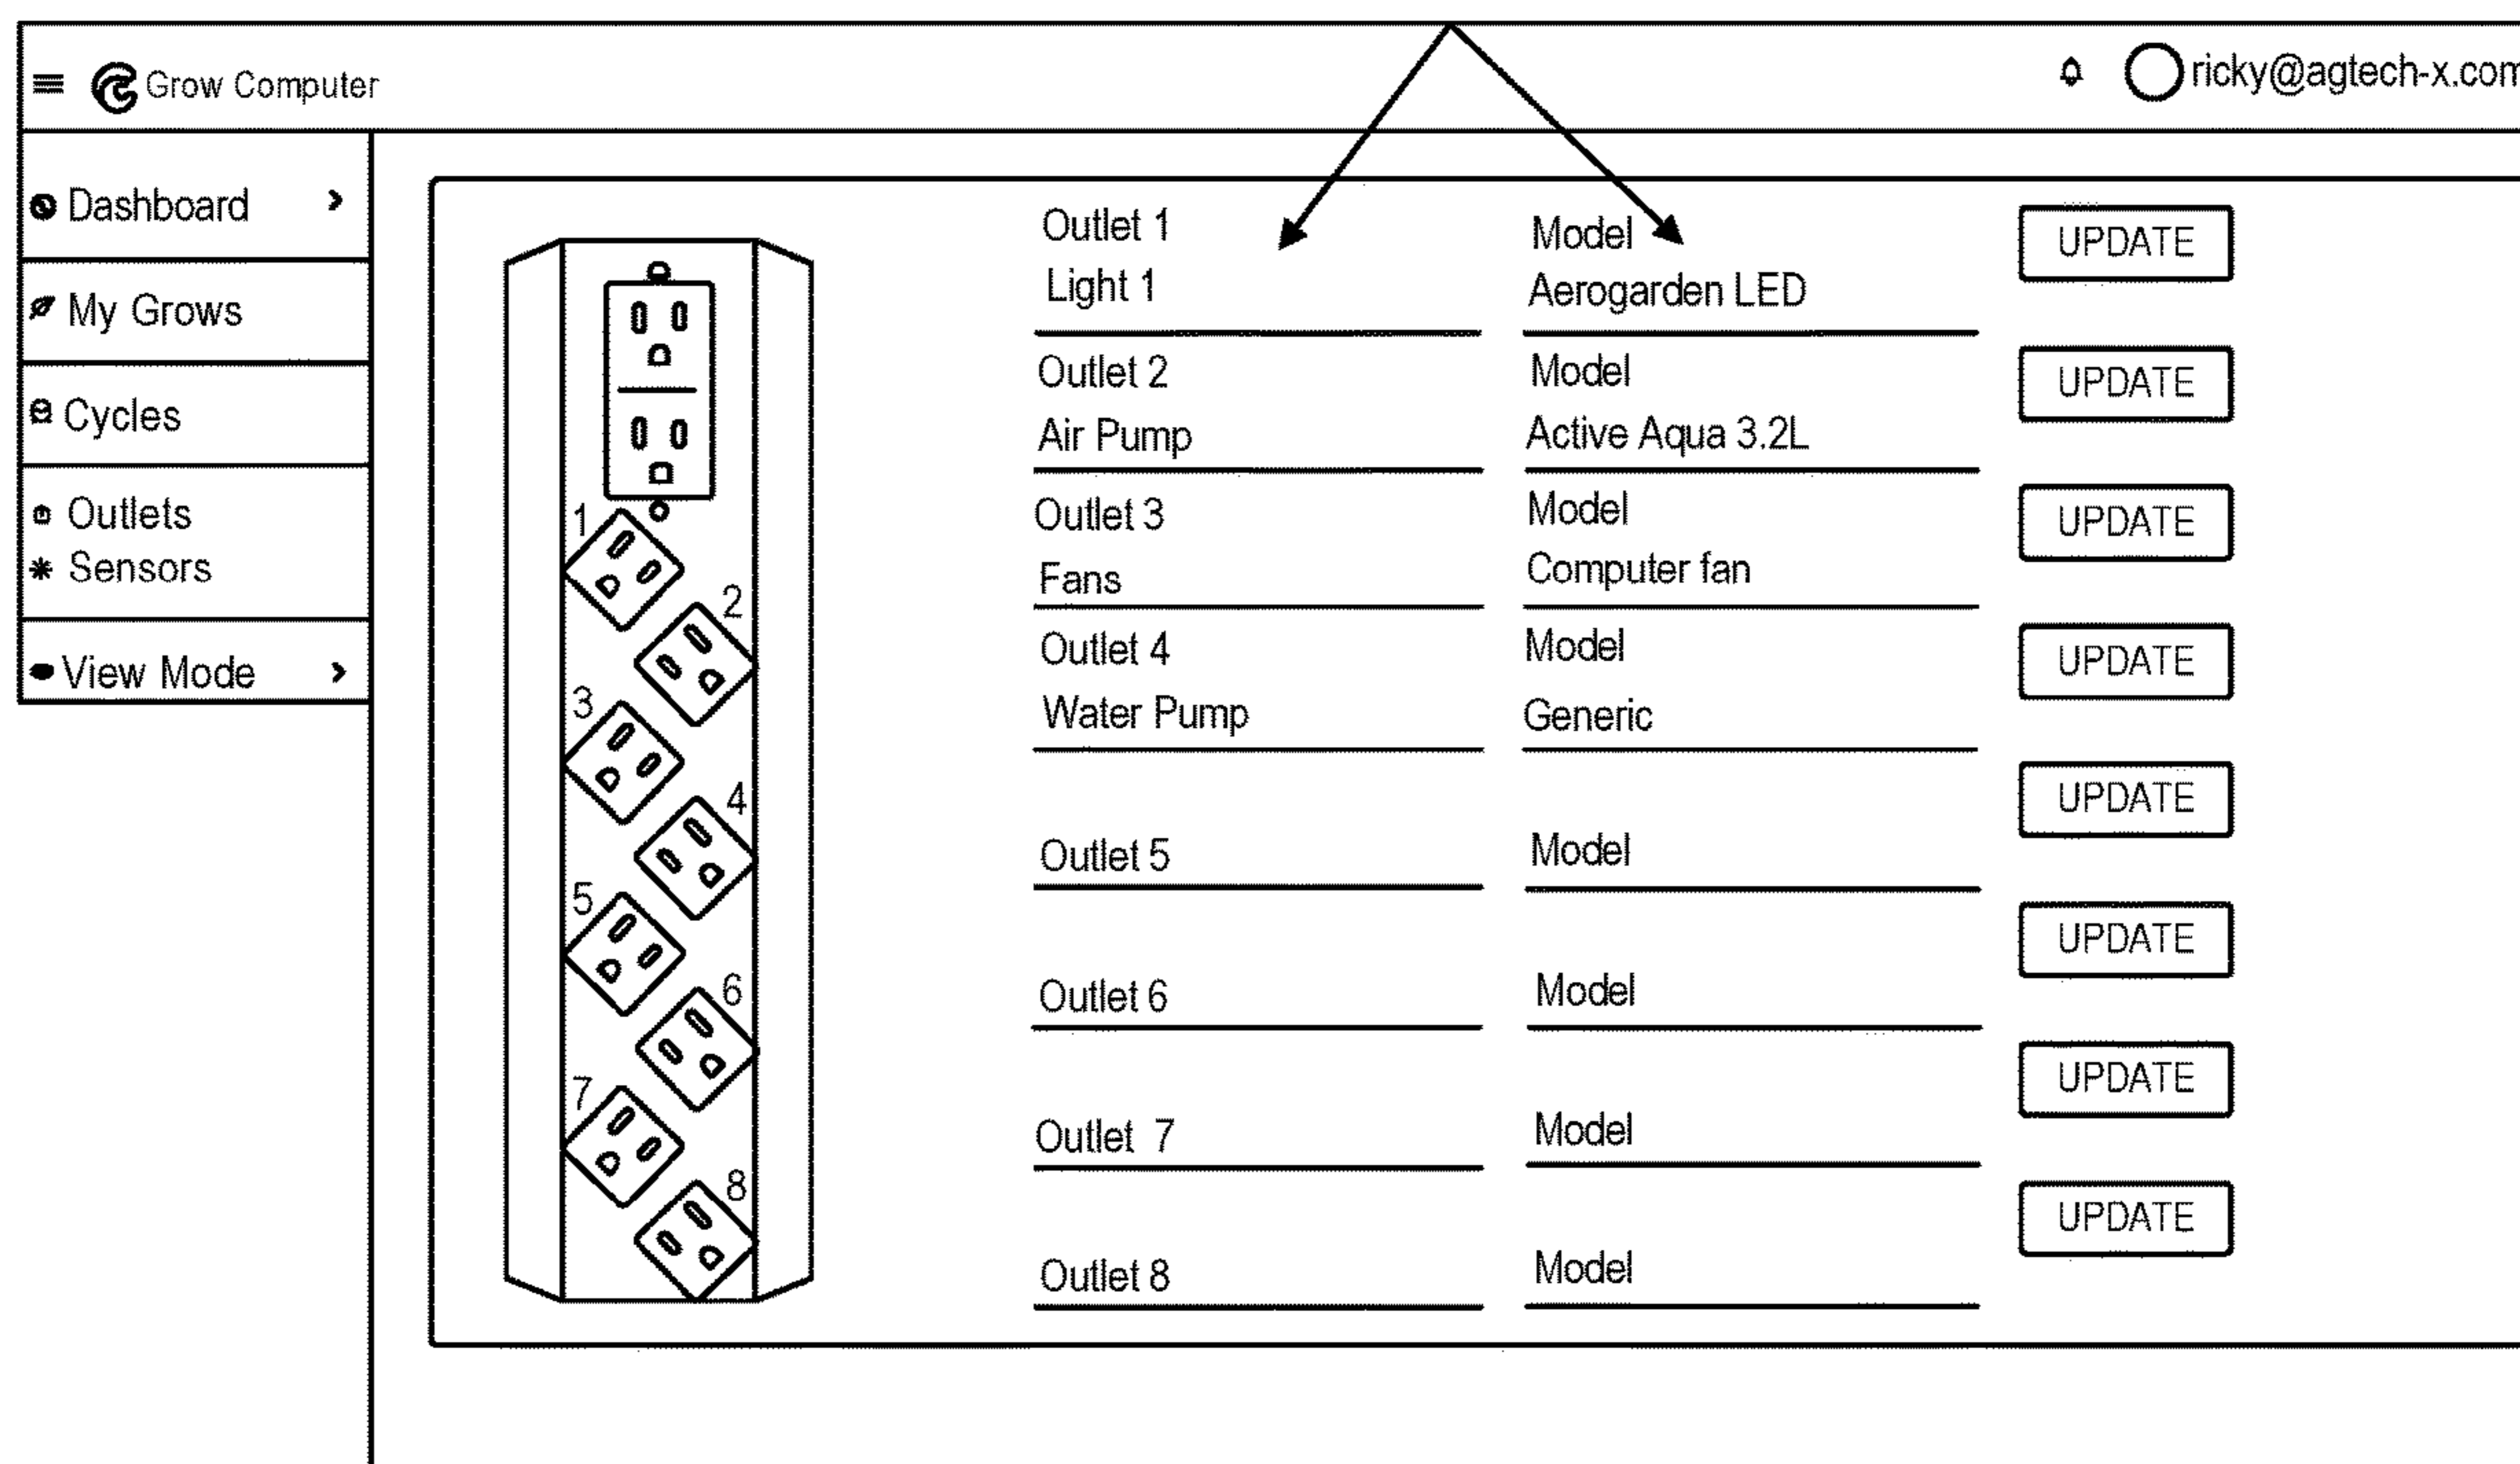 Grow Computer
ricky@agtech-x.com
Dashboard
My Grows
Cycles
Outlets
Sensors
View Mode
1
2
3
4
5
6
7
8
Outlet 1 Model UPDATE
Light 1 Aerogarden LED
Outlet 2 Model UPDATE
Air Pump Active Aqua 3.2L
Outlet 3 Model UPDATE
Fans Computer fan
Outlet 4 Model UPDATE
Water Pump Generic
UPDATE
Outlet 5 Model
UPDATE
Outlet 6 Model
UPDATE
Outlet 7 Model
UPDATE
Outlet 8 Model